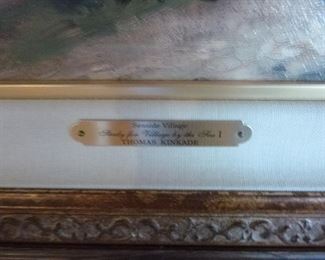 Seaside Village
Study for Village by the Sea I
THOMAS KINKADE